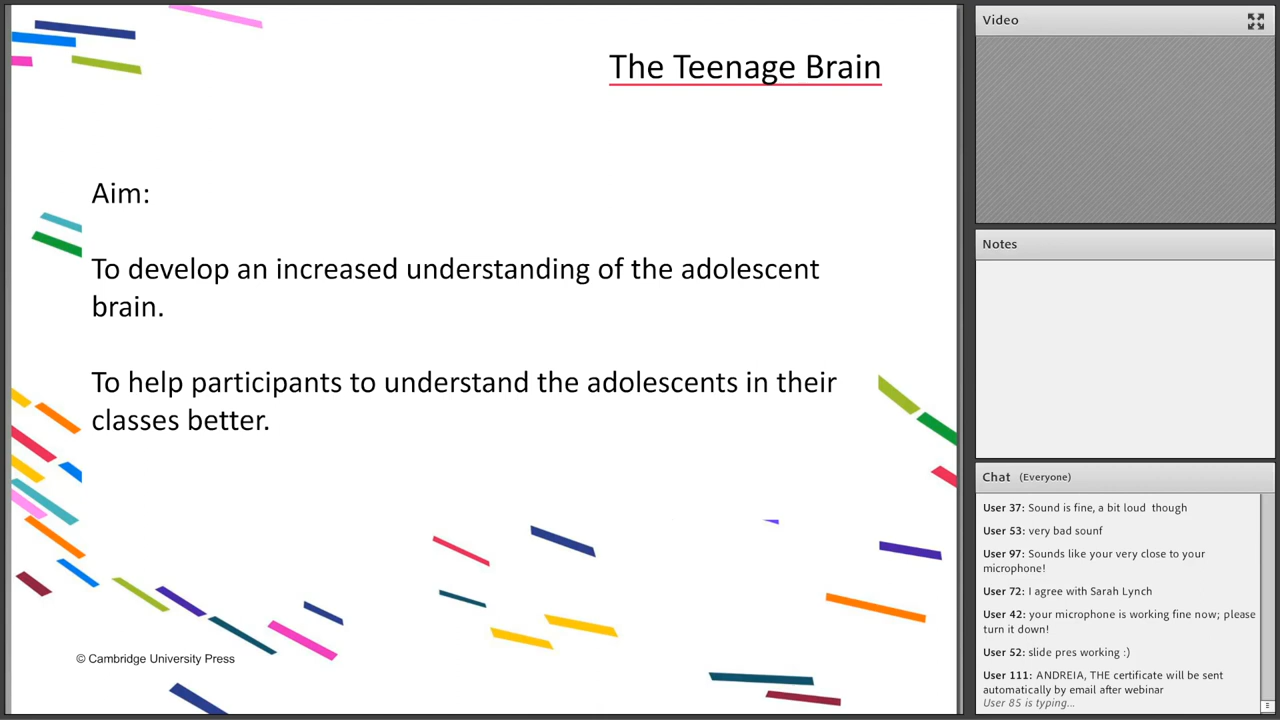 The Teenage Brain
Aim:
To develop an increased understanding of the adolescent
brain.
To help participants to understand the adolescents in their
classes better.
© Cambridge University Press
Video
Notes
Chat (Everyone)
User 37: Sound is fine, a bit loud though
User 53: very bad sounf
User 97: Sounds like your very close to your
microphone!
User 72: I agree with Sarah Lynch
User 42: your microphone is working fine now; please
turn it down!
User 52: slide pres working :)
User 111: ANDREIA, THE certificate will be sent
automatically by email after webinar
User 85 is typing...